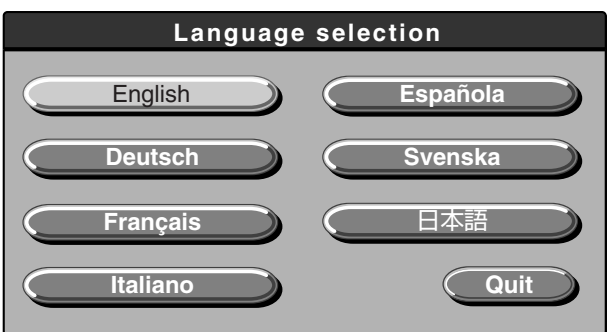 Language selection
English
Española
Deutsch
Svenska
Français
日本語
Italiano
Quit